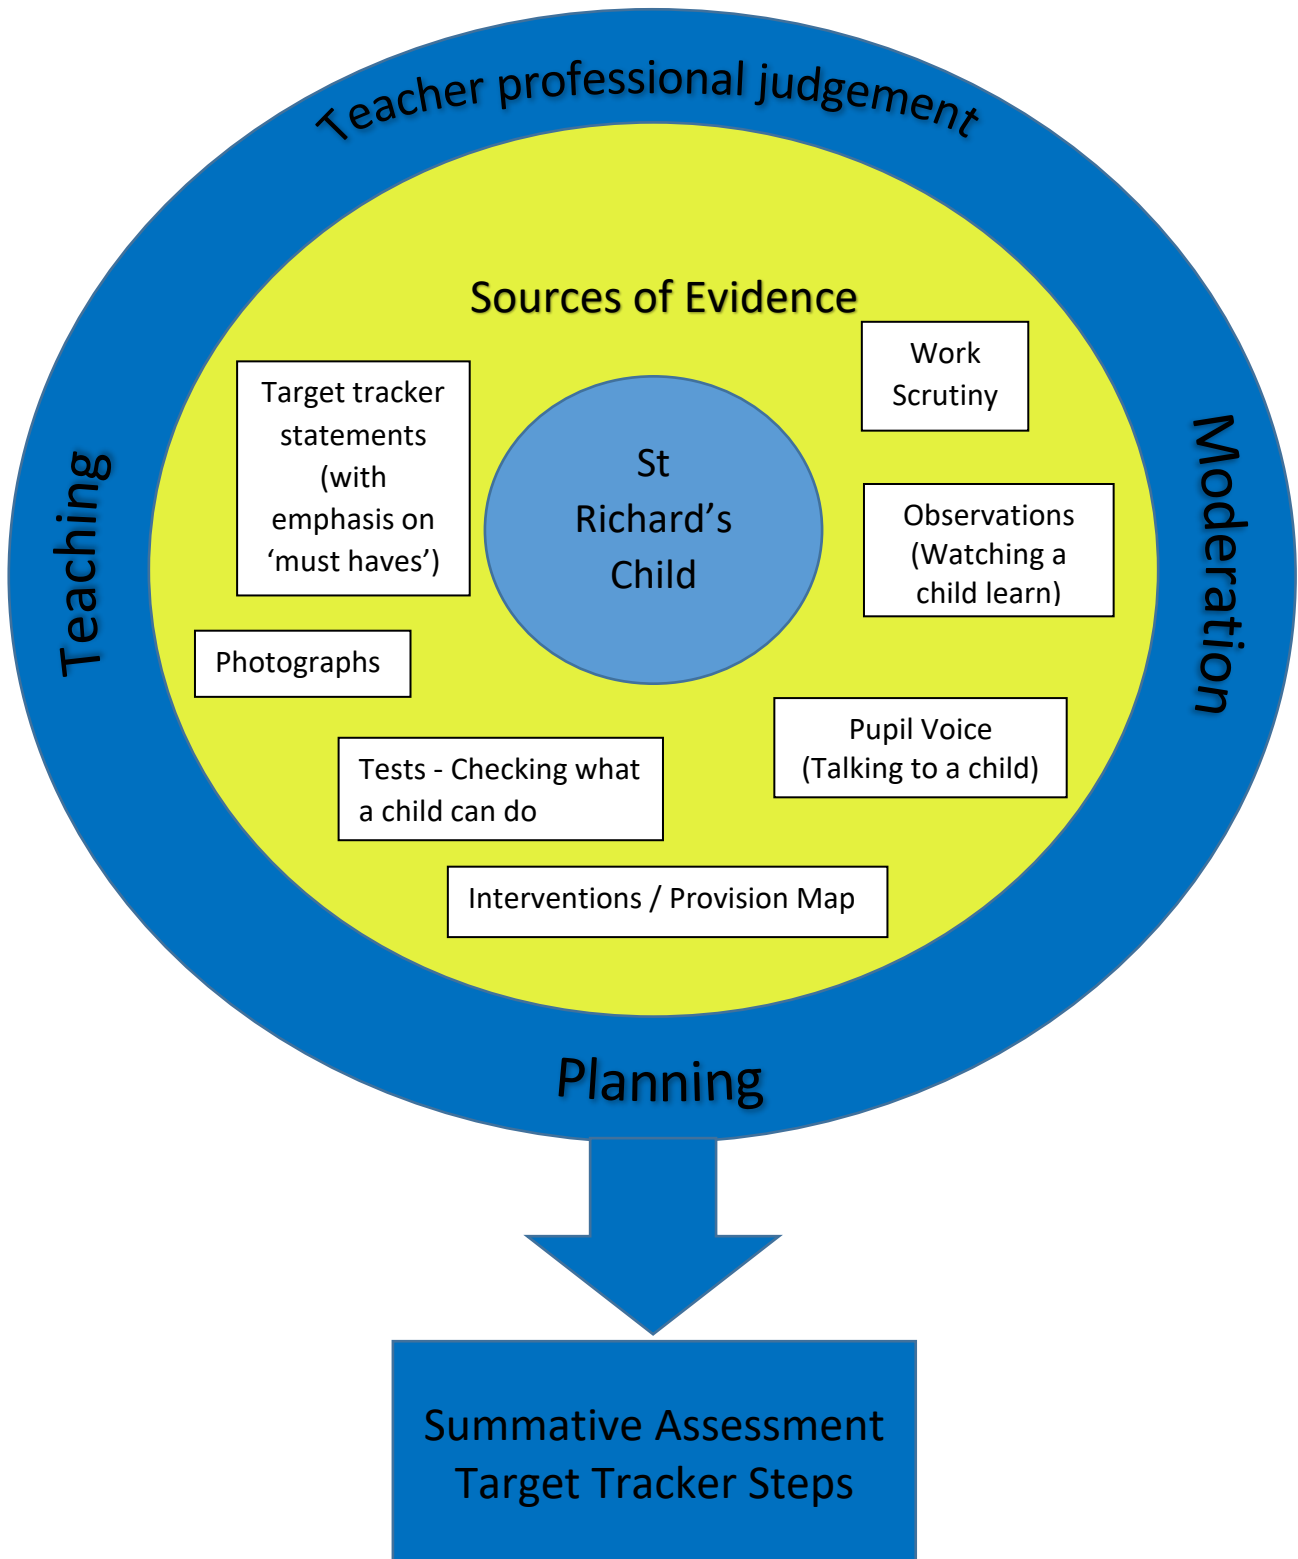 Teacher professional judgement
Teaching
Moderation
Sources of Evidence
Target tracker
statements
(with
emphasis on
‘must haves’)
Work
Scrutiny
St
Richard’s
Child
Observations
(Watching a
child learn)
Photographs
Pupil Voice
(Talking to a child)
Tests - Checking what
a child can do
Interventions / Provision Map
Planning
Summative Assessment
Target Tracker Steps